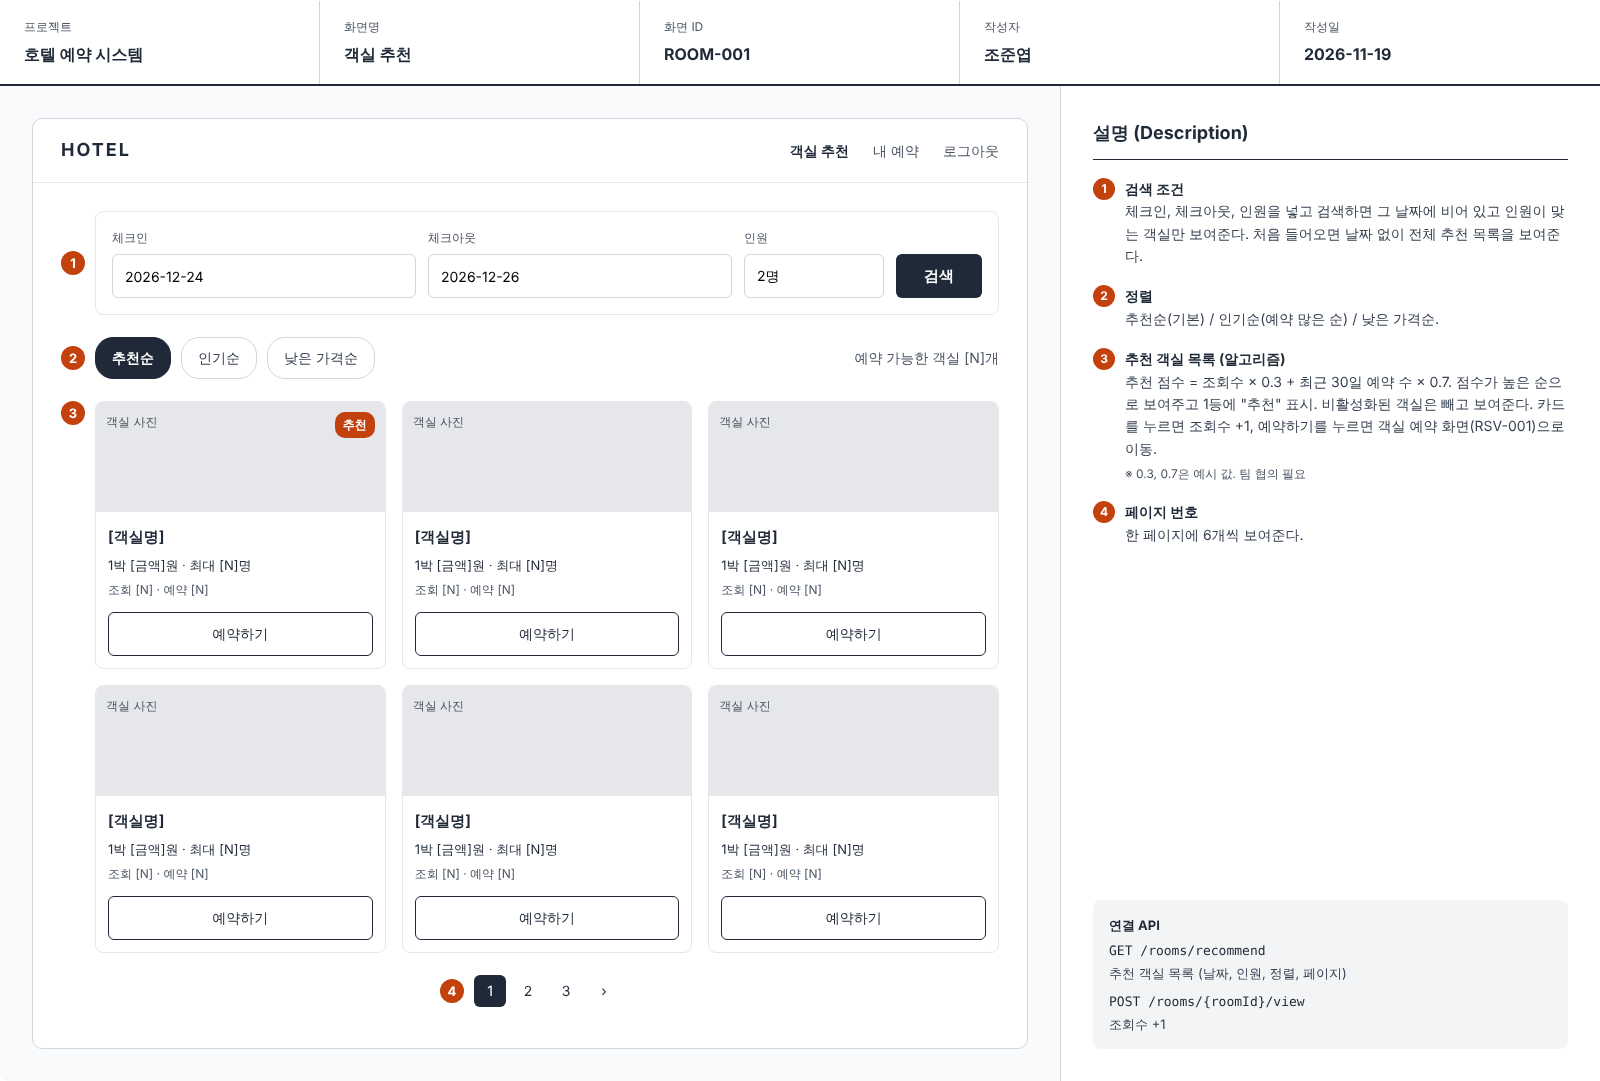 프로젝트
호텔 예약 시스템
화면명
객실 추천
화면 ID
ROOM-001
작성자
조준엽
작성일
2026-11-19
HOTEL
객실 추천 내 예약 로그아웃
1
체크인 체크아웃 인원
2026-12-24 2026-12-26 2명 검색
2 추천순 인기순 낮은 가격순 예약 가능한 객실 [N]개
3 객실 사진 추천 객실 사진 객실 사진
[객실명] [객실명] [객실명]
1박 [금액]원 · 최대 [N]명 1박 [금액]원 · 최대 [N]명 1박 [금액]원 · 최대 [N]명
조회 [N] · 예약 [N] 조회 [N] · 예약 [N] 조회 [N] · 예약 [N]
예약하기 예약하기 예약하기
객실 사진 객실 사진 객실 사진
[객실명] [객실명] [객실명]
1박 [금액]원 · 최대 [N]명 1박 [금액]원 · 최대 [N]명 1박 [금액]원 · 최대 [N]명
조회 [N] · 예약 [N] 조회 [N] · 예약 [N] 조회 [N] · 예약 [N]
예약하기 예약하기 예약하기
4 1 2 3 ›
설명 (Description)
1 검색 조건
체크인, 체크아웃, 인원을 넣고 검색하면 그 날짜에 비어 있고 인원이 맞
는 객실만 보여준다. 처음 들어오면 날짜 없이 전체 추천 목록을 보여준
다.
2 정렬
추천순(기본) / 인기순(예약 많은 순) / 낮은 가격순.
3 추천 객실 목록 (알고리즘)
추천 점수 = 조회수 × 0.3 + 최근 30일 예약 수 × 0.7. 점수가 높은 순으
로 보여주고 1등에 "추천" 표시. 비활성화된 객실은 빼고 보여준다. 카드
를 누르면 조회수 +1, 예약하기를 누르면 객실 예약 화면(RSV-001)으로
이동.
※ 0.3, 0.7은 예시 값. 팀 협의 필요
4 페이지 번호
한 페이지에 6개씩 보여준다.
연결 API
GET /rooms/recommend
추천 객실 목록 (날짜, 인원, 정렬, 페이지)
POST /rooms/{roomId}/view
조회수 +1